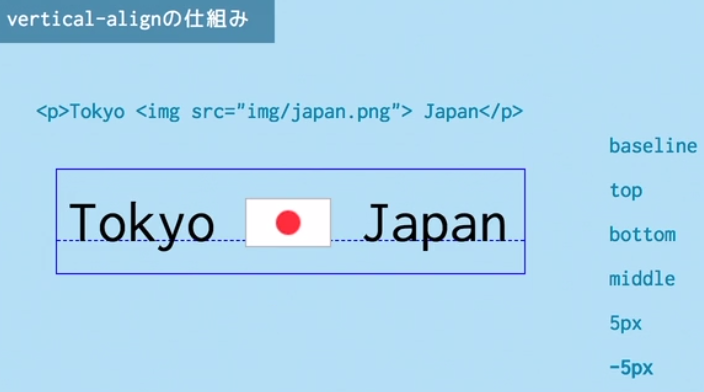 vertical-alignの仕組み
<p>Tokyo <img src="img/japan.png"> Japan</p>
Tokyo Japan
baseline
top
bottom
middle
5px
-5px